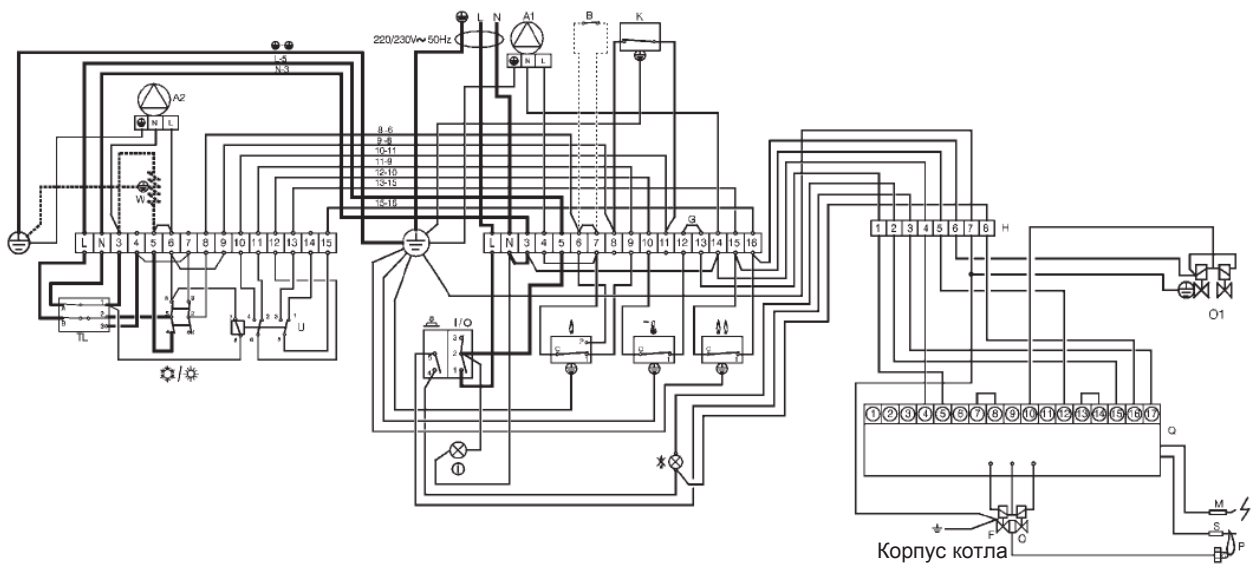 L N A1 B K
220/230V~ 50Hz
L-5
N-3
A2
N L
N L
8-6
9-8
10-11
11-9
12-10
13-15
15-16
W
G
L N 3 4 5 6 7 8 9 10 11 12 13 14 15
L N 3 4 5 6 7 8 9 10 11 12 13 14 15 16
1 2 3 4 5 6 7 8 H
TL
U
I/O
C 2 1
C 1
C 1
O1
1 2 3 4 5 6 7 8 9 10 11 12 13 14 15 16 17
Q
M
S
P
F O
Корпус котла